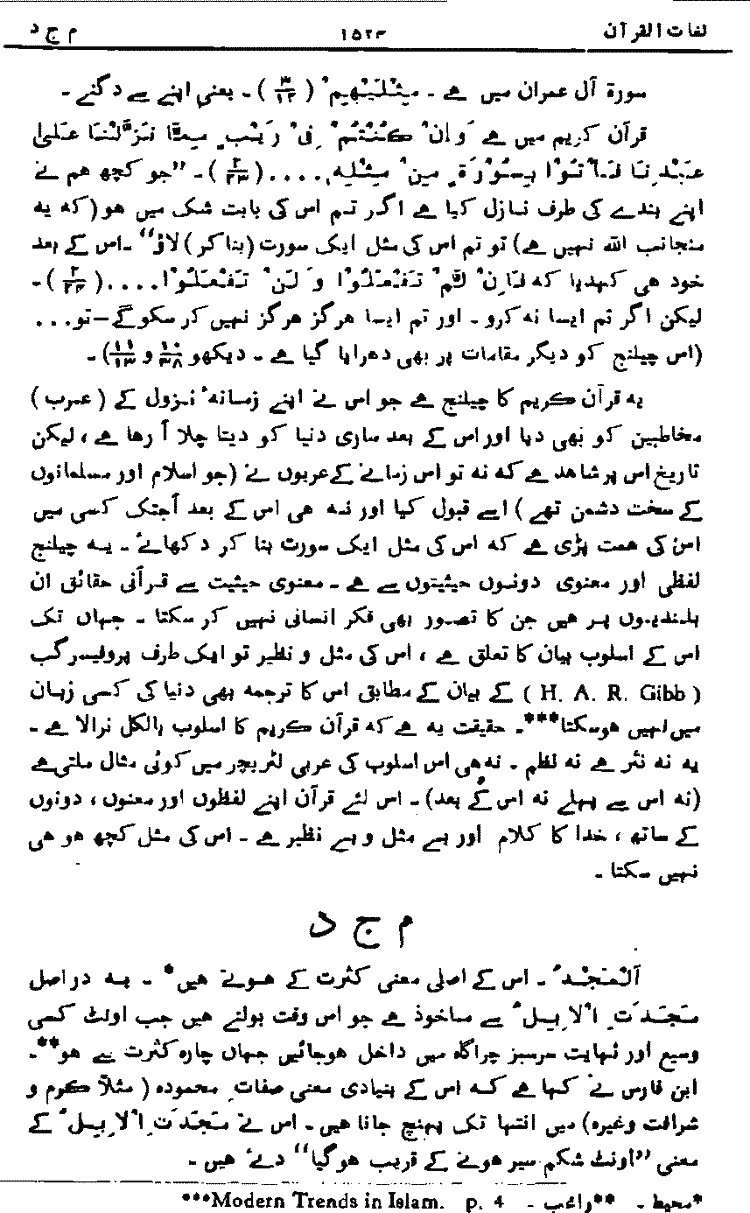 لغات القرآن ۱۵۲۳ م ج د
سورۃ آل عمران میں ہے ۔ مِثْلَیْہِمْ (۳/۱۲) ۔ یعنی اپنے سے دگنے ۔
قرآن کریم میں ہے وَاِنْ کُنْتُمْ فِیْ رَیْبٍ مِمَّا نَزَّلْنَا عَلٰی
عَبْدِنَا فَأْتُوْا بِسُوْرَۃٍ مِنْ مِثْلِہٖ....(۲/۲۳) ۔ ”جو کچھ ہم نے
اپنے بندے کی طرف نازل کیا ہے اگر تم اس کی بابت شک میں ہو (کہ یہ
منجانب اللہ نہیں ہے) تو تم اس کی مثل ایک سورت (بنا کر) لاؤ“ ۔ اس کے بعد
خود ہی کہدیا کہ فَاِنْ لَّمْ تَفْعَلُوْا وَ لَنْ تَفْعَلُوْا....(۲/۲۴) ۔
لیکن اگر تم ایسا نہ کرو ۔ اور تم ایسا ہرگز ہرگز نہیں کر سکو گے – تو...
(اس چیلنج کو دیگر مقامات پر بھی دھرایا گیا ہے ۔ دیکھو ۱۰/۳۸ و ۱۱/۱۳) ۔
یہ قرآن کریم کا چیلنج ہے جو اس نے اپنے زمانہٴ نزول کے (عرب)
مخاطبین کو بھی دیا اور اس کے بعد ساری دنیا کو دیتا چلا آ رہا ہے ، لیکن
تاریخ اس پر شاہد ہے کہ نہ تو اس زمانے کے عربوں نے (جو اسلام اور مسلمانوں
کے سخت دشمن تھے) اسے قبول کیا اور نہ ہی اس کے بعد آجتک کسی میں
اس کی ہمت پڑی ہے کہ اس کی مثل ایک سورت بنا کر دکھائے ۔ یہ چیلنج
لفظی اور معنوی دونوں حیثیتوں سے ہے ۔ معنوی حیثیت سے قرآنی حقائق ان
بلندیوں پر ہیں جن کا تصور بھی فکر انسانی نہیں کر سکتا ۔ جہاں تک
اس کے اسلوب بیان کا تعلق ہے ، اس کی مثل و نظیر تو ایک طرف پروفیسر گب
(H. A. R. Gibb) کے بیان کے مطابق اس کا ترجمہ بھی دنیا کی کسی زبان
میں نہیں ہوسکتا*** ۔ حقیقت یہ ہے کہ قرآن کریم کا اسلوب بالکل نرالا ہے ۔
یہ نہ نثر ہے نہ نظم ۔ نہ ہی اس اسلوب کی عربی لٹریچر میں کوئی مثال ملتی ہے
(نہ اس سے پہلے نہ اس کے بعد) ۔ اس لئے قرآن اپنے لفظوں اور معنوں ، دونوں
کے ساتھ ، خدا کا کلام اور بے مثل و بے نظیر ہے ۔ اس کی مثل کچھ ہو ہی
نہیں سکتا ۔
م ج د
اَلْمَجْدُ ۔ اس کے اصلی معنی کثرت کے ہوتے ہیں* ۔ یہ دراصل
مَجَدَتِ الْاِبِلُ سے ماخوذ ہے جو اس وقت بولتے ہیں جب اونٹ کسی
وسیع اور نہایت سرسبز چراگاہ میں داخل ہوجائیں جہاں چارہ کثرت سے ہو** ۔
ابن فارس نے کہا ہے کہ اس کے بنیادی معنی صفاتِ محمودہ (مثلاً کرم و
شرافت وغیرہ) میں انتہا تک پہنچ جانا ہیں ۔ اس نے مَجَدَتِ الْاِبِلُ کے
معنی ”اونٹ شکم سیر ہونے کے قریب ہوگیا“ دئے ہیں ۔
*محیط ۔ **راغب ۔ ***Modern Trends in Islam. p. 4